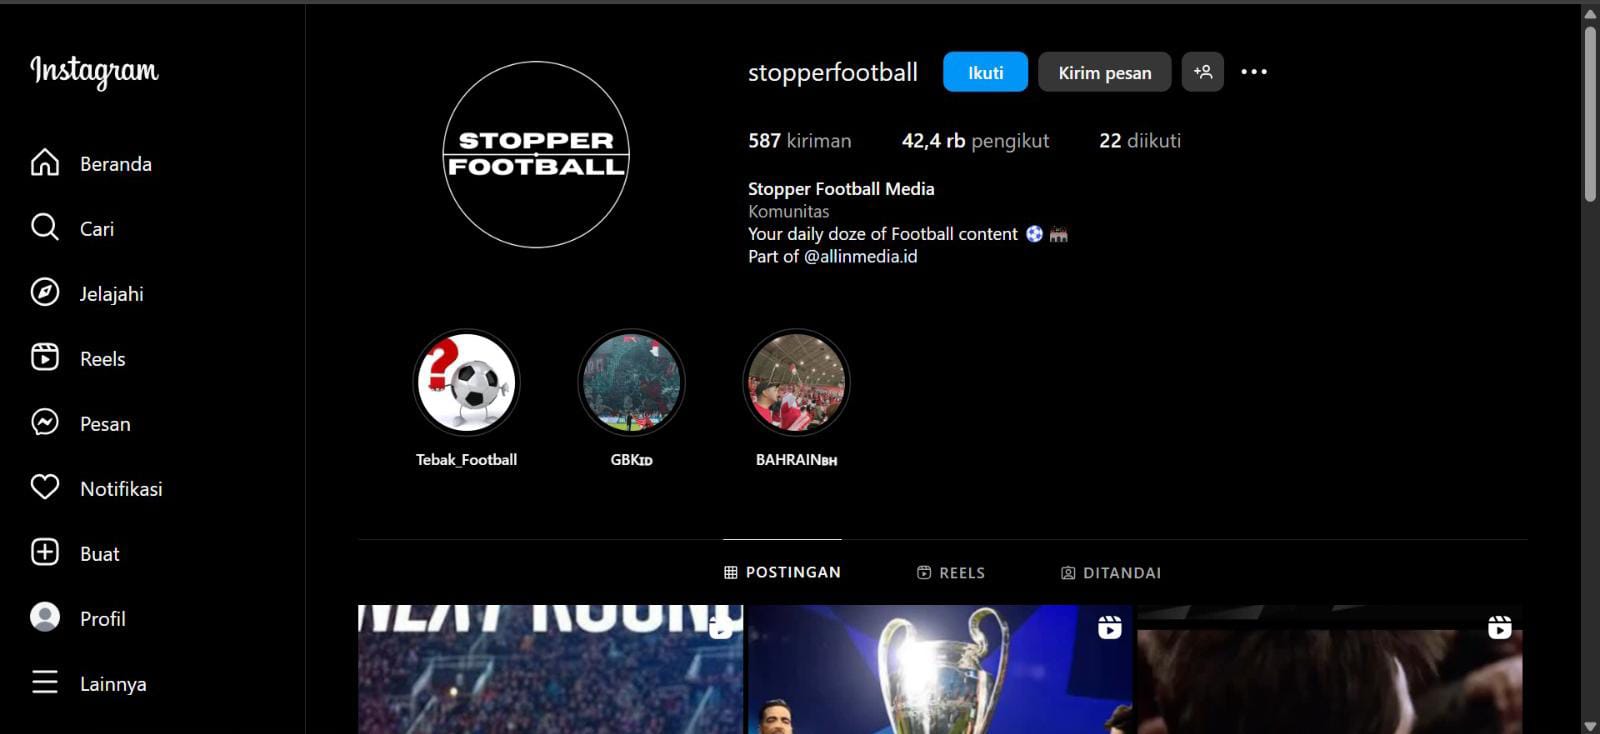 Instagram
Beranda
Cari
Jelajahi
Reels
Pesan
Notifikasi
Buat
Profil
Lainnya
STOPPER
FOOTBALL
stopperfootball Ikuti Kirim pesan
587 kiriman 42,4 rb pengikut 22 diikuti
Stopper Football Media
Komunitas
Your daily doze of Football content ⚽ 🏟
Part of @allinmedia.id
Tebak_Football GBKɪᴅ BAHRAINʙʜ
POSTINGAN REELS DITANDAI
NEXT ROUND